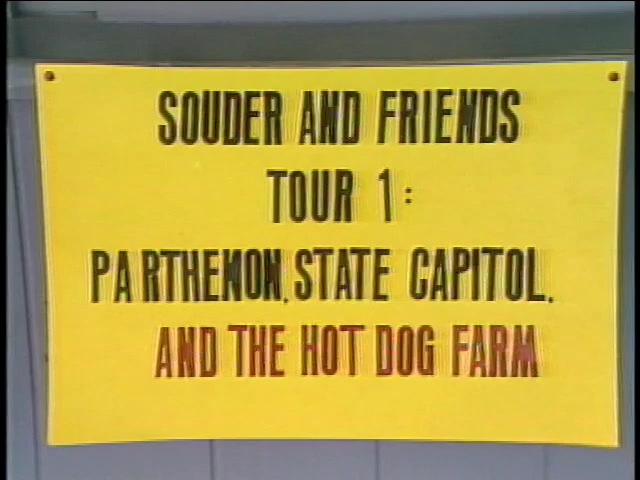 SOUDER AND FRIENDS
TOUR 1:
PARTHENON, STATE CAPITOL,
AND THE HOT DOG FARM